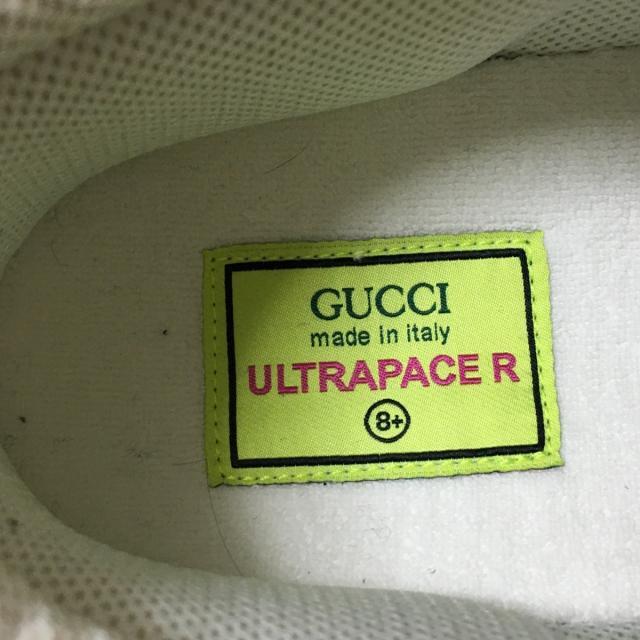 GUCCI
made in italy
ULTRAPACE R
8+